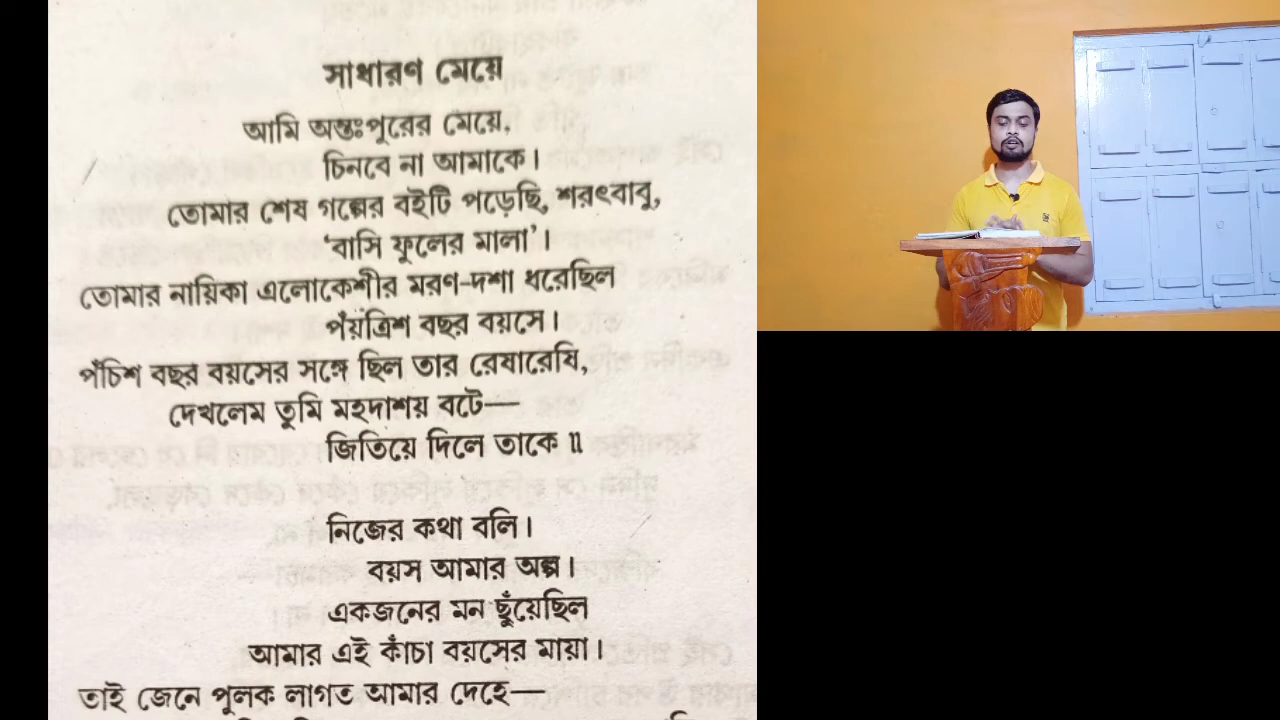 সাধারণ মেয়ে
আমি অন্তঃপুরের মেয়ে,
চিনবে না আমাকে।
তোমার শেষ গল্পের বইটি পড়েছি, শরৎবাবু,
‘বাসি ফুলের মালা’।
তোমার নায়িকা এলোকেশীর মরণ-দশা ধরেছিল
পঁয়ত্রিশ বছর বয়সে।
পঁচিশ বছর বয়সের সঙ্গে ছিল তার রেষারেষি,
দেখলেম তুমি মহদাশয় বটে—
জিতিয়ে দিলে তাকে॥
নিজের কথা বলি।
বয়স আমার অল্প।
একজনের মন ছুঁয়েছিল
আমার এই কাঁচা বয়সের মায়া।
তাই জেনে পুলক লাগত আমার দেহে—